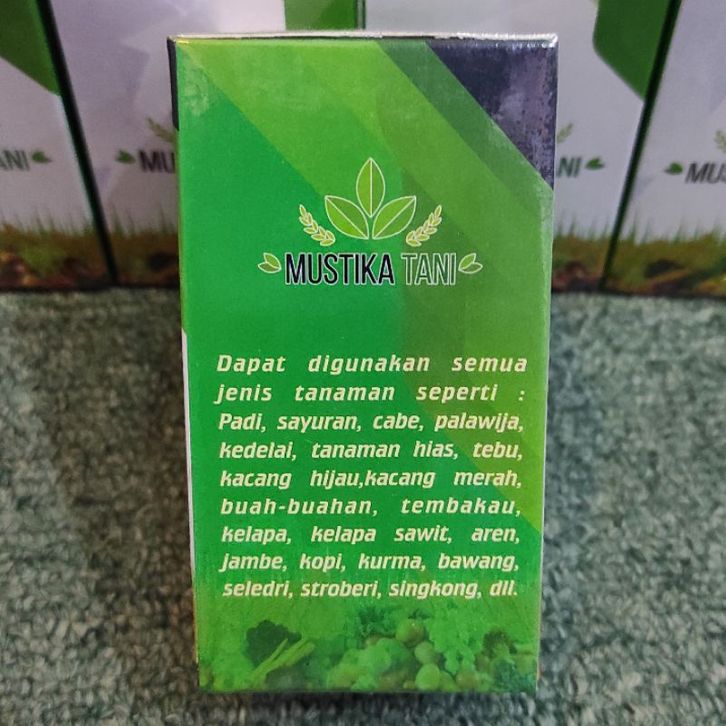 MUSTIKA TANI
Dapat digunakan semua
jenis tanaman seperti :
Padi, sayuran, cabe, palawija,
kedelai, tanaman hias, tebu,
kacang hijau,kacang merah,
buah-buahan, tembakau,
kelapa, kelapa sawit, aren,
jambe, kopi, kurma, bawang,
seledri, stroberi, singkong, dll.